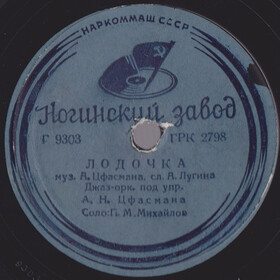 НАРКОММАШ СССР
Ногинский завод
Г 9303 ГРК 2798
ЛОДОЧКА
муз. А. Цфасмана, сл. А. Лугина
Джаз-орк. под упр.
А. Н. Цфасмана
Соло: Г. М. Михайлов